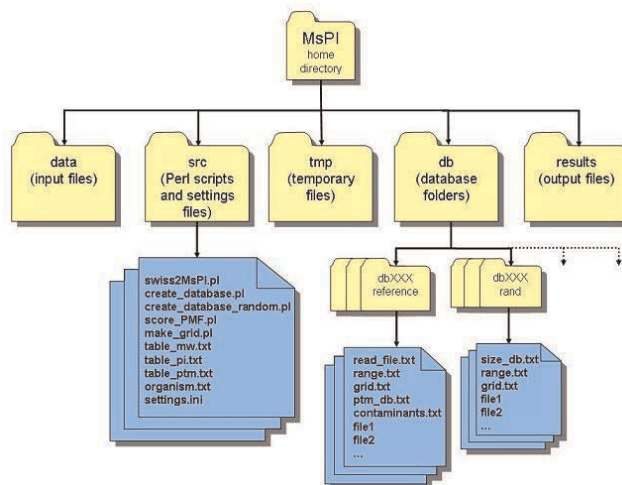 MsPI
home
directory
data
(input files)
src
(Perl scripts
and settings
files)
tmp
(temporary
files)
db
(database
folders)
results
(output files)
swiss2MsPI.pl
create_database.pl
create_database_random.pl
score_PMF.pl
make_grid.pl
table_mw.txt
table_pi.txt
table_ptm.txt
organism.txt
settings.ini
dbXXX
reference
dbXXX
rand
read_file.txt
range.txt
grid.txt
ptm_db.txt
contaminants.txt
file1
file2
...
size_db.txt
range.txt
grid.txt
file1
file2
...